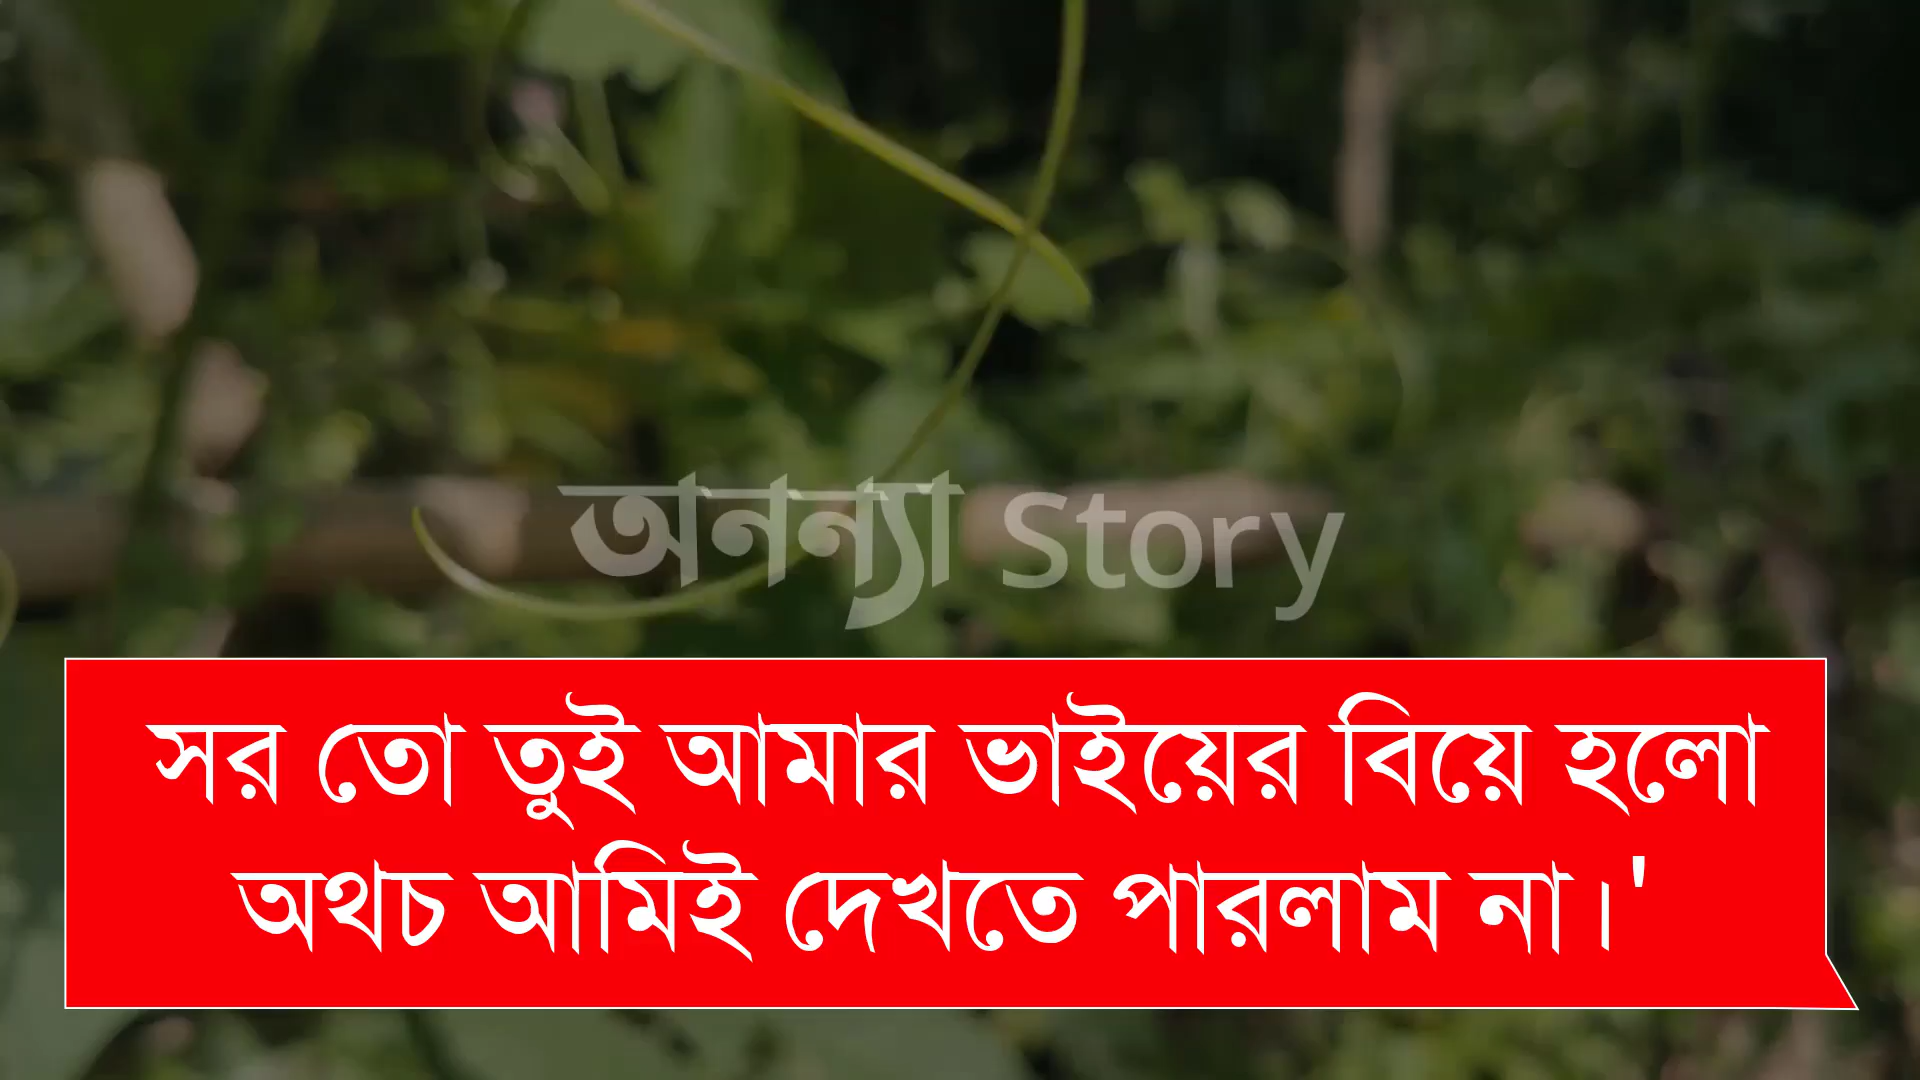 অনন্যা Story
সর তো তুই আমার ভাইয়ের বিয়ে হলো
অথচ আমিই দেখতে পারলাম না।'